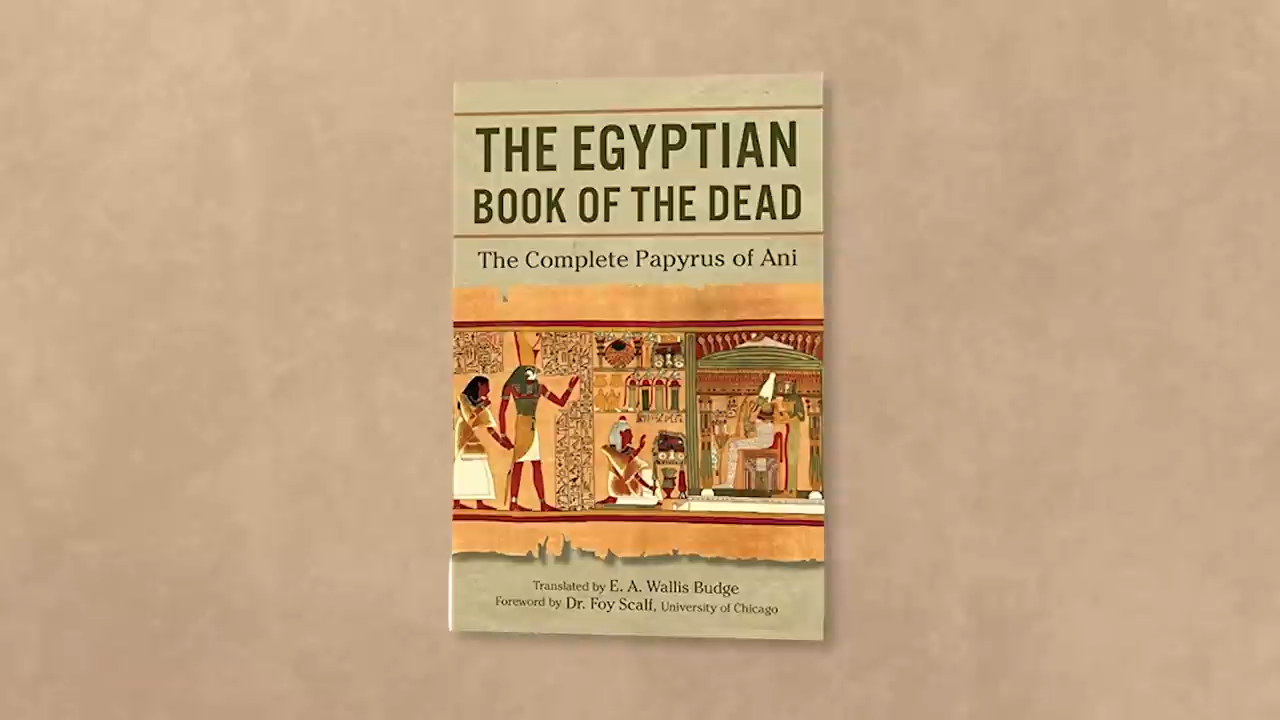 THE EGYPTIAN
BOOK OF THE DEAD
The Complete Papyrus of Ani
Translated by E. A. Wallis Budge
Foreword by Dr. Foy Scalf, University of Chicago